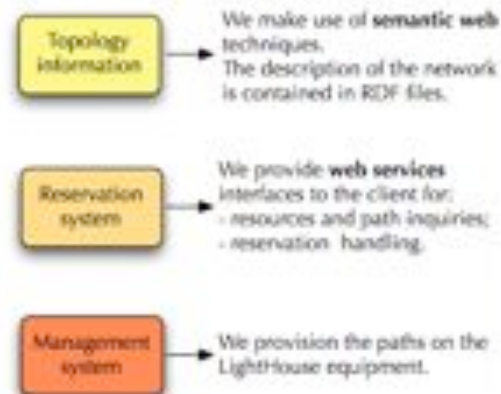 Topology
information
We make use of semantic web
techniques.
The description of the network
is contained in RDF files.
Reservation
system
We provide web services
interfaces to the client for:
- resources and path inquiries;
- reservation handling.
Management
system
We provision the paths on the
LightHouse equipment.